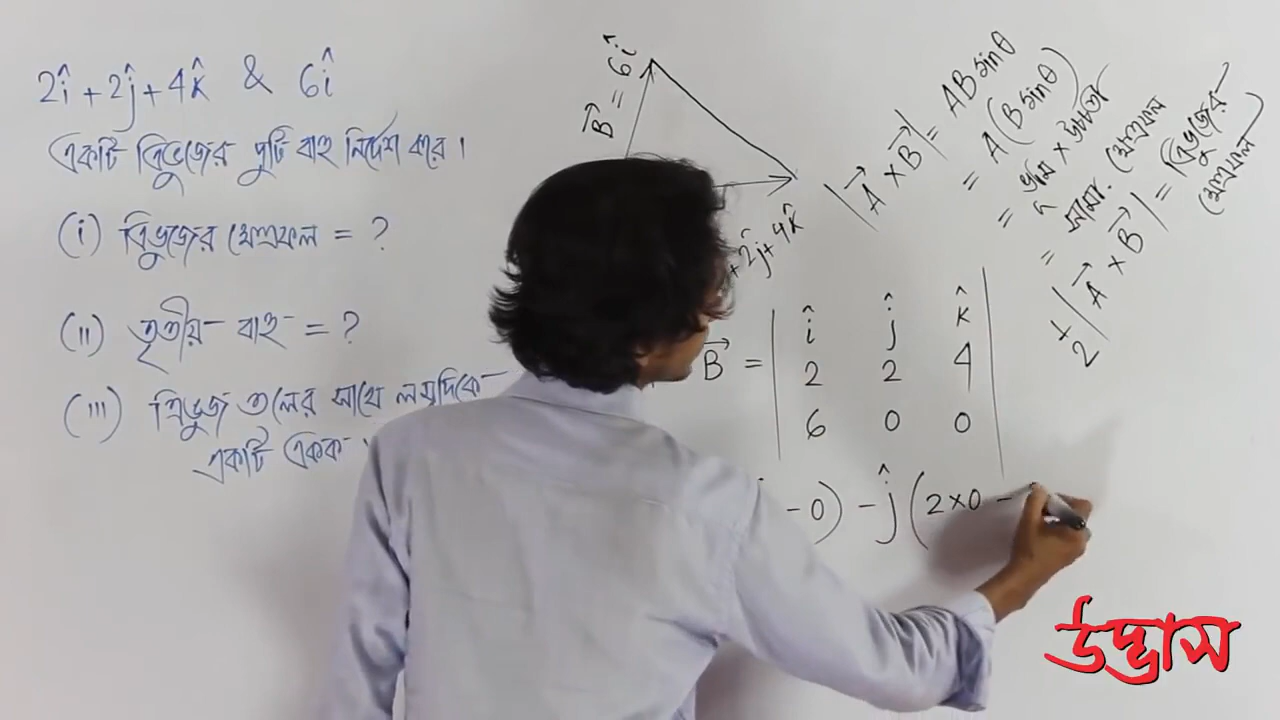 2î + 2ĵ + 4k̂ & 6î
একটি ত্রিভুজের দুটি বাহু নির্দেশ করে।
(i) ত্রিভুজের ক্ষেত্রফল = ?
(ii) তৃতীয় বাহু = ?
(iii) ত্রিভুজ তলের সাথে লম্বদিকে
একটি একক
B⃗ = 6î
+ 2ĵ + 4k̂
|A⃗ × B⃗| = AB sinθ
= A (B sinθ)
= ভূমি × উচ্চতা
= সামা. ক্ষেত্রফল
½ |A⃗ × B⃗| = ত্রিভুজের
ক্ষেত্রফল
B⃗ = | î ĵ k̂ |
2 2 4
6 0 0
- 0) - ĵ (2×0 -
উদ্ভাস